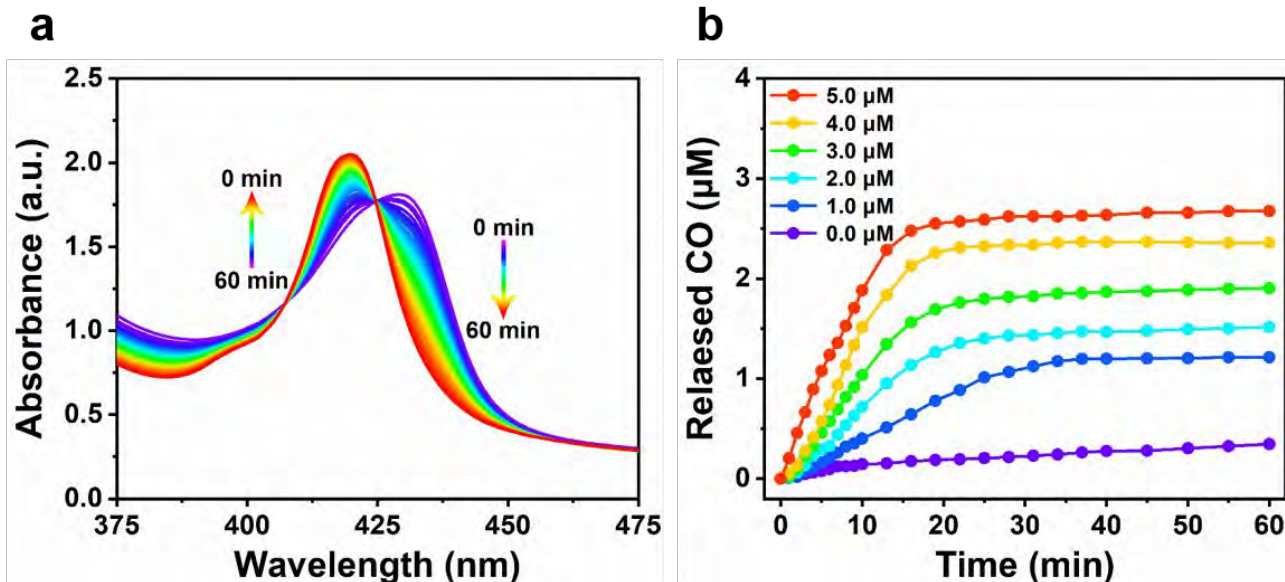 a
2.5
2.0
1.5
1.0
0.5
0.0
Absorbance (a.u.)
0 min
60 min
0 min
60 min
375
400
425
450
475
Wavelength (nm)
b
4
3
2
1
0
Relaesed CO (µM)
5.0 µM
4.0 µM
3.0 µM
2.0 µM
1.0 µM
0.0 µM
0
10
20
30
40
50
60
Time (min)